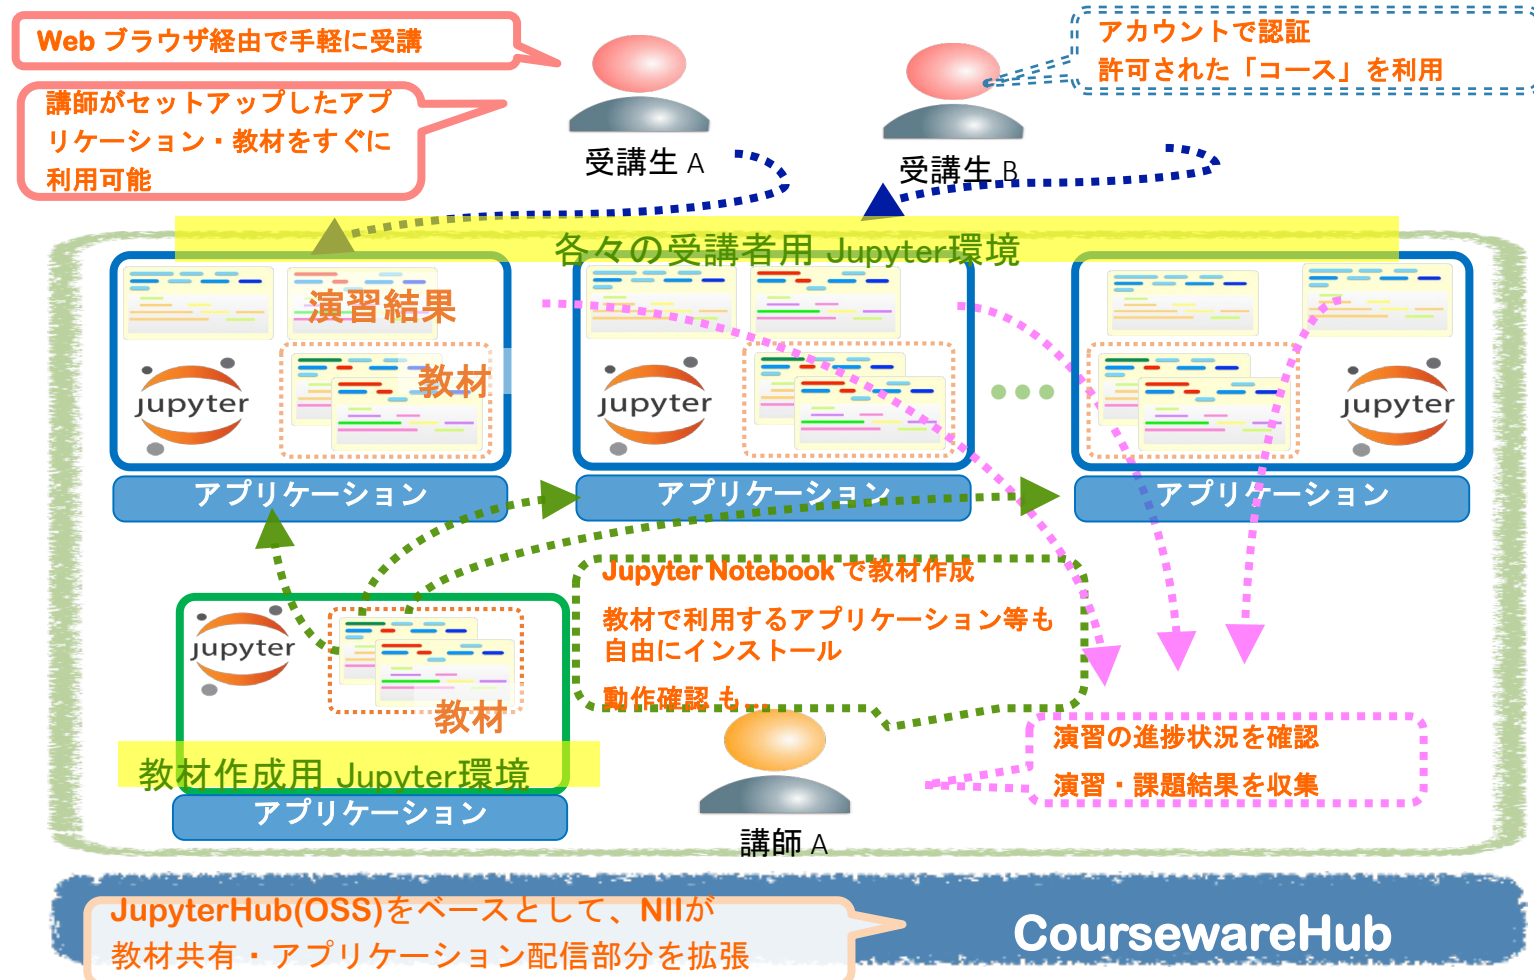 Web ブラウザ経由で手軽に受講
講師がセットアップしたアプ
リケーション・教材をすぐに
利用可能
アカウントで認証
許可された「コース」を利用
受講生 A
受講生 B
各々の受講者用 Jupyter環境
演習結果
教材
jupyter
jupyter
jupyter
アプリケーション
アプリケーション
アプリケーション
Jupyter Notebook で教材作成
教材で利用するアプリケーション等も
自由にインストール
動作確認 も...
jupyter
教材
教材作成用 Jupyter環境
アプリケーション
講師 A
演習の進捗状況を確認
演習・課題結果を収集
JupyterHub(OSS)をベースとして、NIIが
教材共有・アプリケーション配信部分を拡張
CoursewareHub